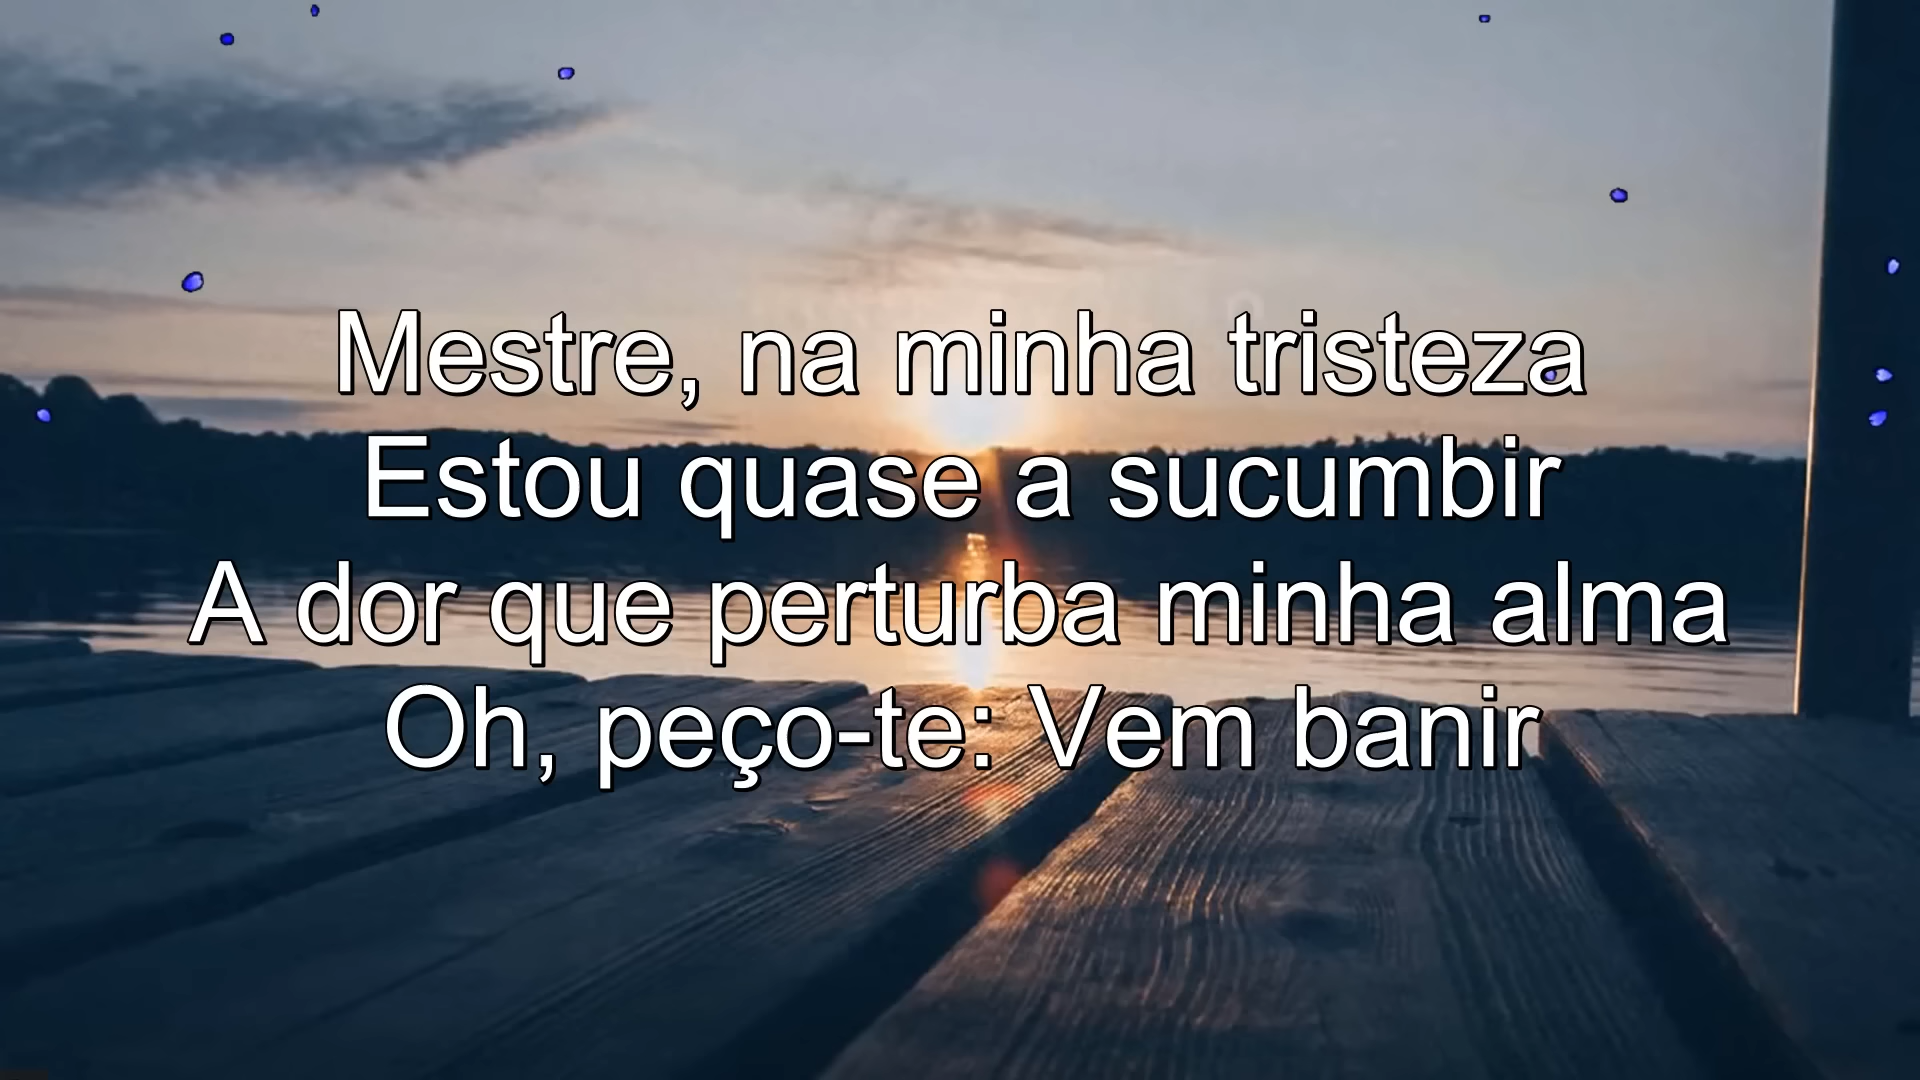 Mestre, na minha tristeza
Estou quase a sucumbir
A dor que perturba minha alma
Oh, peço-te: Vem banir